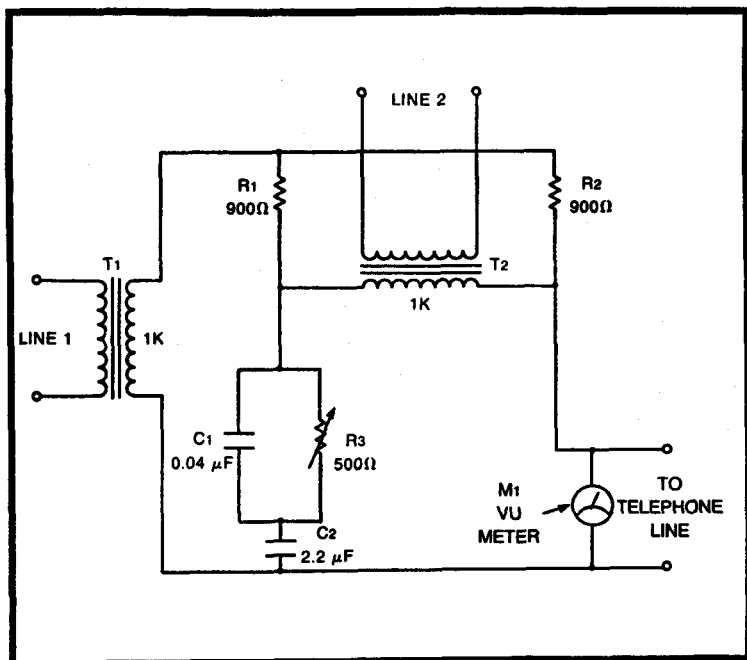 LINE 2
R1
900Ω
R2
900Ω
T1
T2
LINE 1
1K
1K
C1
0.04 μF
R3
500Ω
M1
VU
METER
TO
TELEPHONE
LINE
C2
2.2 μF